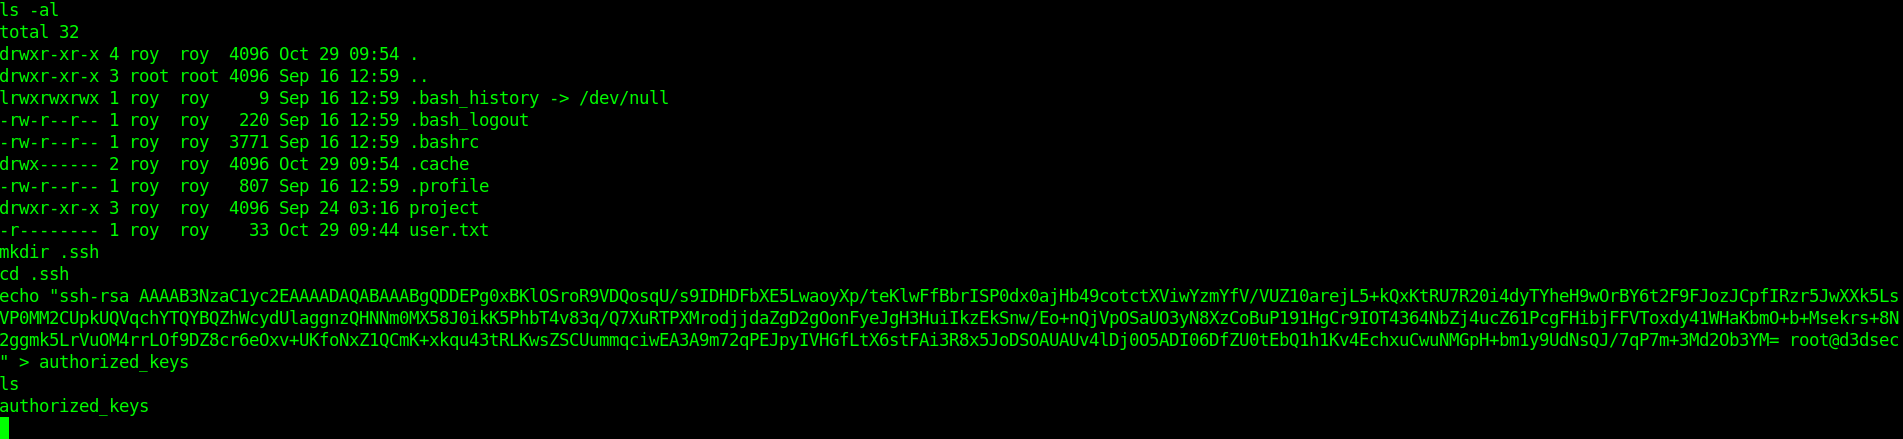 ls -al
total 32
drwxr-xr-x 4 roy  roy  4096 Oct 29 09:54 .
drwxr-xr-x 3 root root 4096 Sep 16 12:59 ..
lrwxrwxrwx 1 roy  roy     9 Sep 16 12:59 .bash_history -> /dev/null
-rw-r--r-- 1 roy  roy   220 Sep 16 12:59 .bash_logout
-rw-r--r-- 1 roy  roy  3771 Sep 16 12:59 .bashrc
drwx------ 2 roy  roy  4096 Oct 29 09:54 .cache
-rw-r--r-- 1 roy  roy   807 Sep 16 12:59 .profile
drwxr-xr-x 3 roy  roy  4096 Sep 24 03:16 project
-r-------- 1 roy  roy    33 Oct 29 09:44 user.txt
mkdir .ssh
cd .ssh
echo "ssh-rsa AAAAB3NzaC1yc2EAAAADAQABAAABgQDDEPg0xBKlOSroR9VDQosqU/s9IDHDFbXE5LwaoyXp/teKlwFfBbrISP0dx0ajHb49cotctXViwYzmYfV/VUZ10arejL5+kQxKtRU7R20i4dyTYheH9wOrBY6t2F9FJozJCpfIRzr5JwXXk5Ls
VP0MM2CUpkUQVqchYTQYBQZhWcydUlaggnzQHNNm0MX58J0ikK5PhbT4v83q/Q7XuRTPXMrodjjdaZgD2gOonFyeJgH3HuiIkzEkSnw/Eo+nQjVpOSaUO3yN8XzCoBuP191HgCr9IOT4364NbZj4ucZ61PcgFHibjFFVToxdy41WHaKbmO+b+Msekrs+8N
2ggmk5LrVuOM4rrLOf9DZ8cr6eOxv+UKfoNxZ1QCmK+xkqu43tRLKwsZSCUummqciwEA3A9m72qPEJpyIVHGfLtX6stFAi3R8x5JoDSOAUAUv4lDj0O5ADI06DfZU0tEbQ1h1Kv4EchxuCwuNMGpH+bm1y9UdNsQJ/7qP7m+3Md2Ob3YM= root@d3dsec
" > authorized_keys
ls
authorized_keys